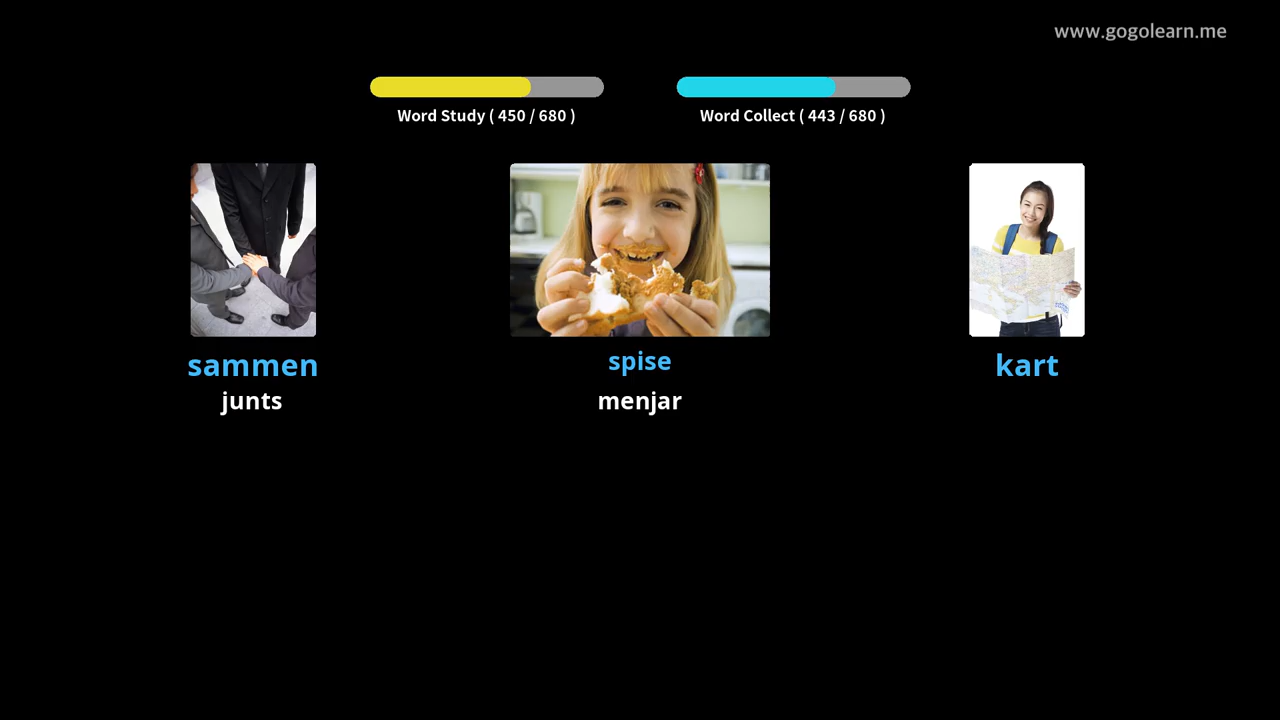 www.gogolearn.me
Word Study ( 450 / 680 )
Word Collect ( 443 / 680 )
sammen
junts
spise
menjar
kart